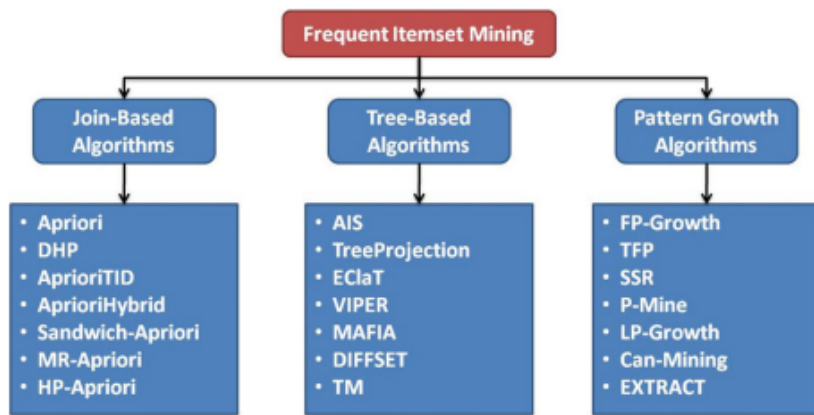 Frequent Itemset Mining
Join-Based
Algorithms
Tree-Based
Algorithms
Pattern Growth
Algorithms
• Apriori
• DHP
• AprioriTID
• AprioriHybrid
• Sandwich-Apriori
• MR-Apriori
• HP-Apriori
• AIS
• TreeProjection
• EClaT
• VIPER
• MAFIA
• DIFFSET
• TM
• FP-Growth
• TFP
• SSR
• P-Mine
• LP-Growth
• Can-Mining
• EXTRACT